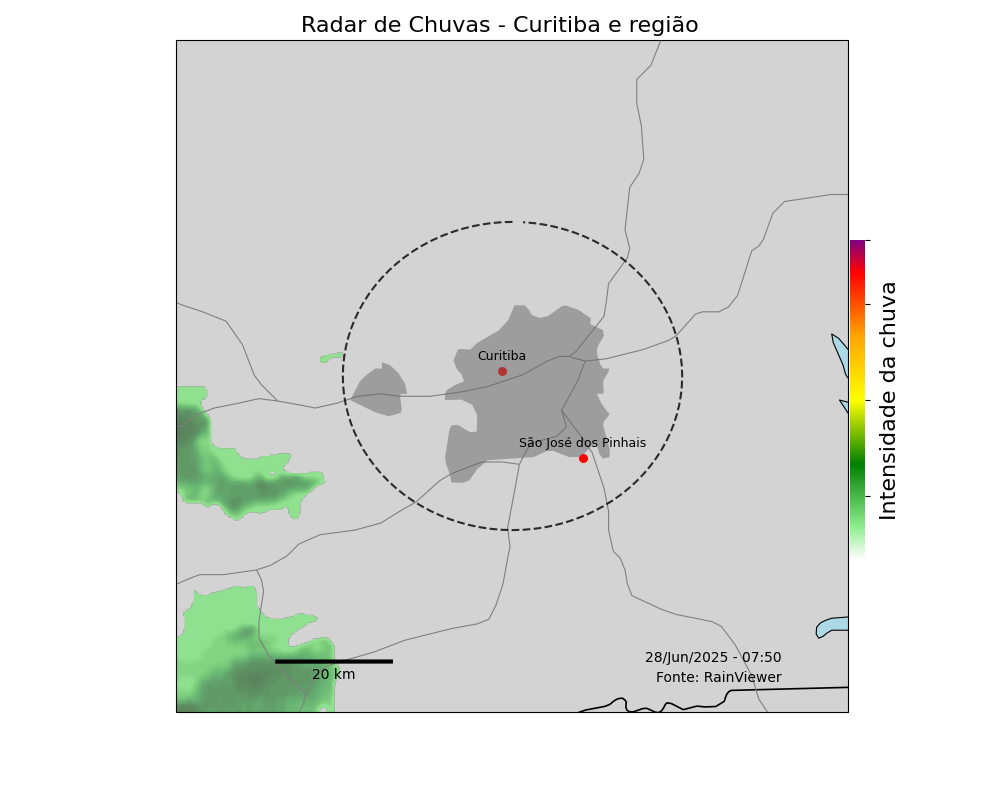 Radar de Chuvas - Curitiba e região
Curitiba
São José dos Pinhais
Intensidade da chuva
20 km
28/Jun/2025 - 07:50
Fonte: RainViewer